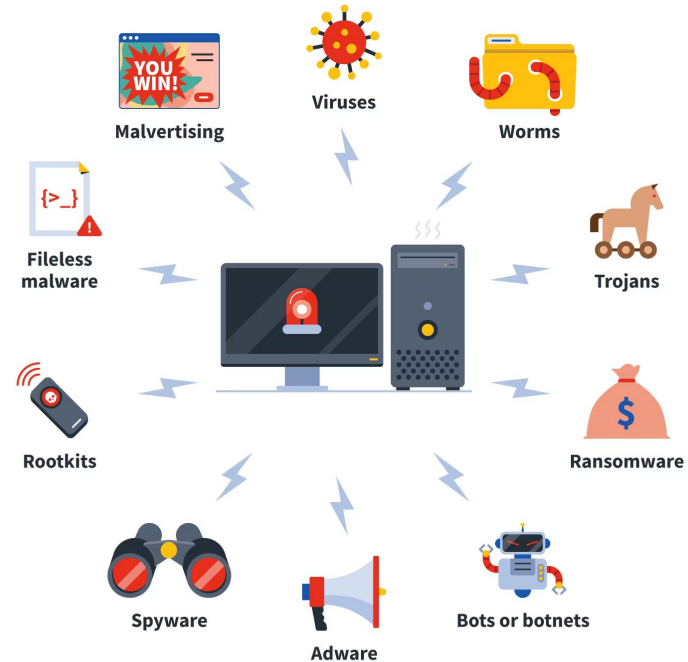 YOU
WIN!
Malvertising
Viruses
Worms
{>_}
!
Fileless
malware
Trojans
Rootkits
$
Ransomware
Spyware
Adware
Bots or botnets